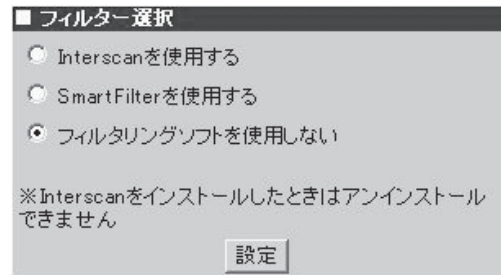 ■ フィルター選択
Interscanを使用する
SmartFilterを使用する
フィルタリングソフトを使用しない
※Interscanをインストールしたときはアンインストール
できません
設定